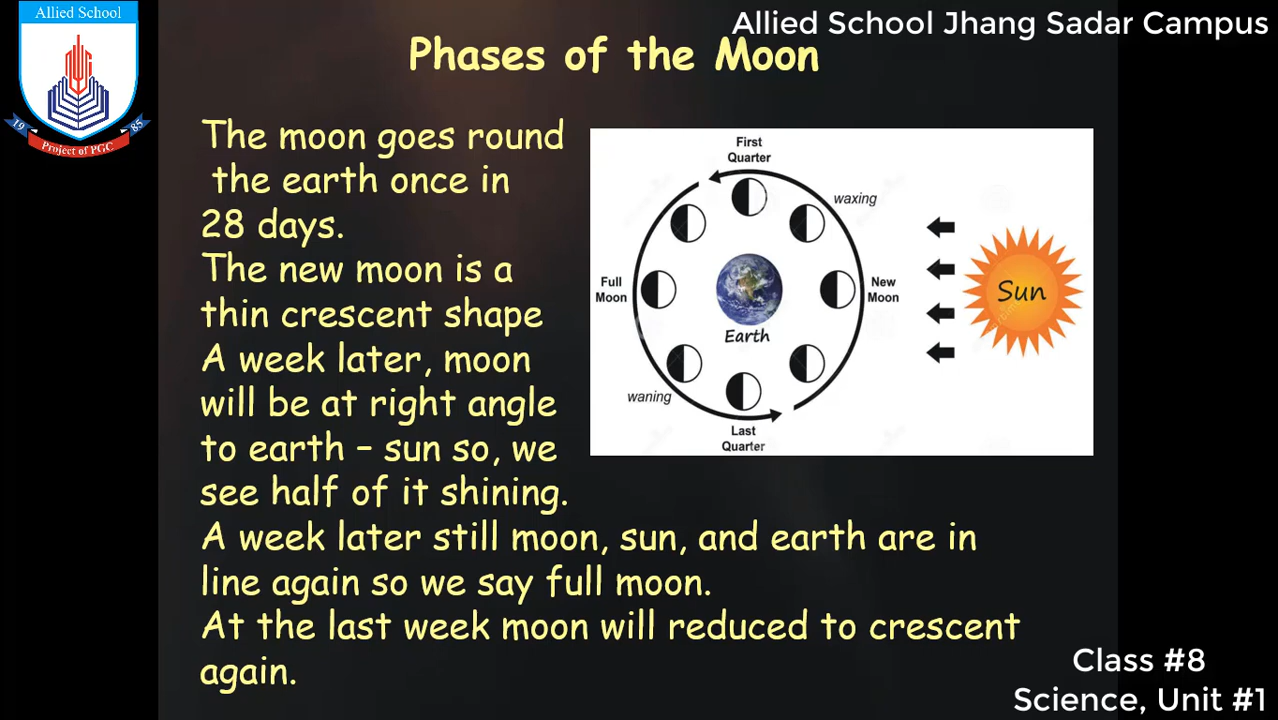 Allied School
19 85
Project of PGC
Allied School Jhang Sadar Campus
Phases of the Moon
The moon goes round
the earth once in
28 days.
The new moon is a
thin crescent shape
A week later, moon
will be at right angle
to earth – sun so, we
see half of it shining.
A week later still moon, sun, and earth are in
line again so we say full moon.
At the last week moon will reduced to crescent
again.
First
Quarter
waxing
Full
Moon
New
Moon
Sun
Earth
waning
Last
Quarter
Class #8
Science, Unit #1